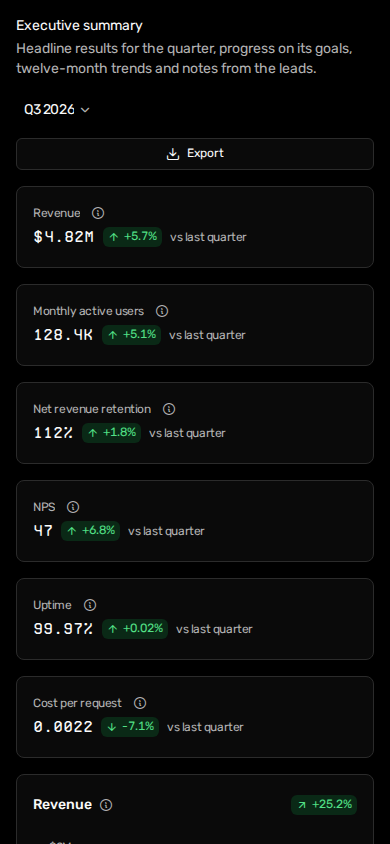 Executive summary
Headline results for the quarter, progress on its goals,
twelve-month trends and notes from the leads.
Q3 2026
Export
Revenue
$4.82M +5.7% vs last quarter
Monthly active users
128.4K +5.1% vs last quarter
Net revenue retention
112% +1.8% vs last quarter
NPS
47 +6.8% vs last quarter
Uptime
99.97% +0.02% vs last quarter
Cost per request
0.0022 -7.1% vs last quarter
Revenue +25.2%